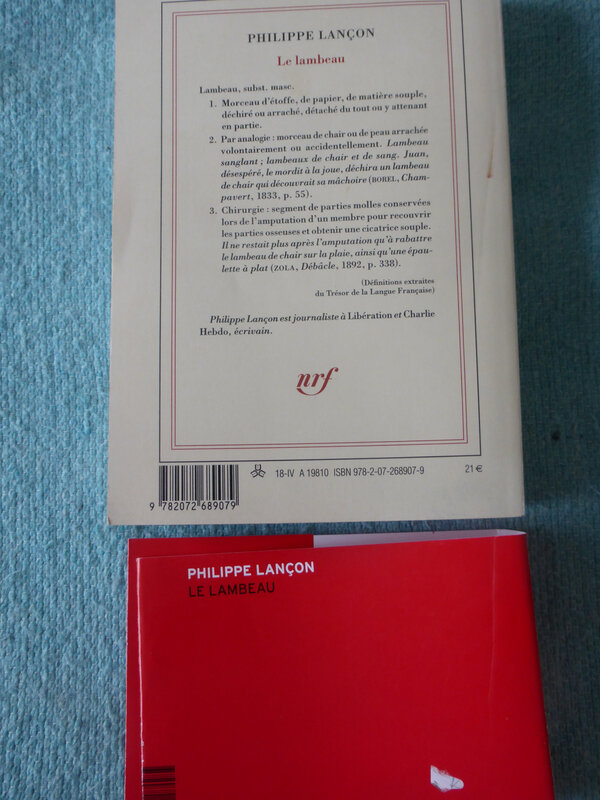 PHILIPPE LANÇON
Le lambeau
Lambeau, subst. masc.
1. Morceau d'étoffe, de papier, de matière souple,
déchiré ou arraché, détaché du tout ou y attenant
en partie.
2. Par analogie : morceau de chair ou de peau arrachée
volontairement ou accidentellement. Lambeau
sanglant ; lambeaux de chair et de sang. Juan,
désespéré, le mordit à la joue, déchira un lambeau
de chair qui découvrait sa mâchoire (BOREL, Cham-
pavert, 1833, p. 55).
3. Chirurgie : segment de parties molles conservées
lors de l'amputation d'un membre pour recouvrir
les parties osseuses et obtenir une cicatrice souple.
Il ne restait plus après l'amputation qu'à rabattre
le lambeau de chair sur la plaie, ainsi qu'une épau-
lette à plat (ZOLA, Débâcle, 1892, p. 338).
(Définitions extraites
du Trésor de la Langue Française)
Philippe Lançon est journaliste à Libération et Charlie
Hebdo, écrivain.
nrf
18-IV A 19810 ISBN 978-2-07-268907-9 21 €
9 782072 689079
PHILIPPE LANÇON
LE LAMBEAU